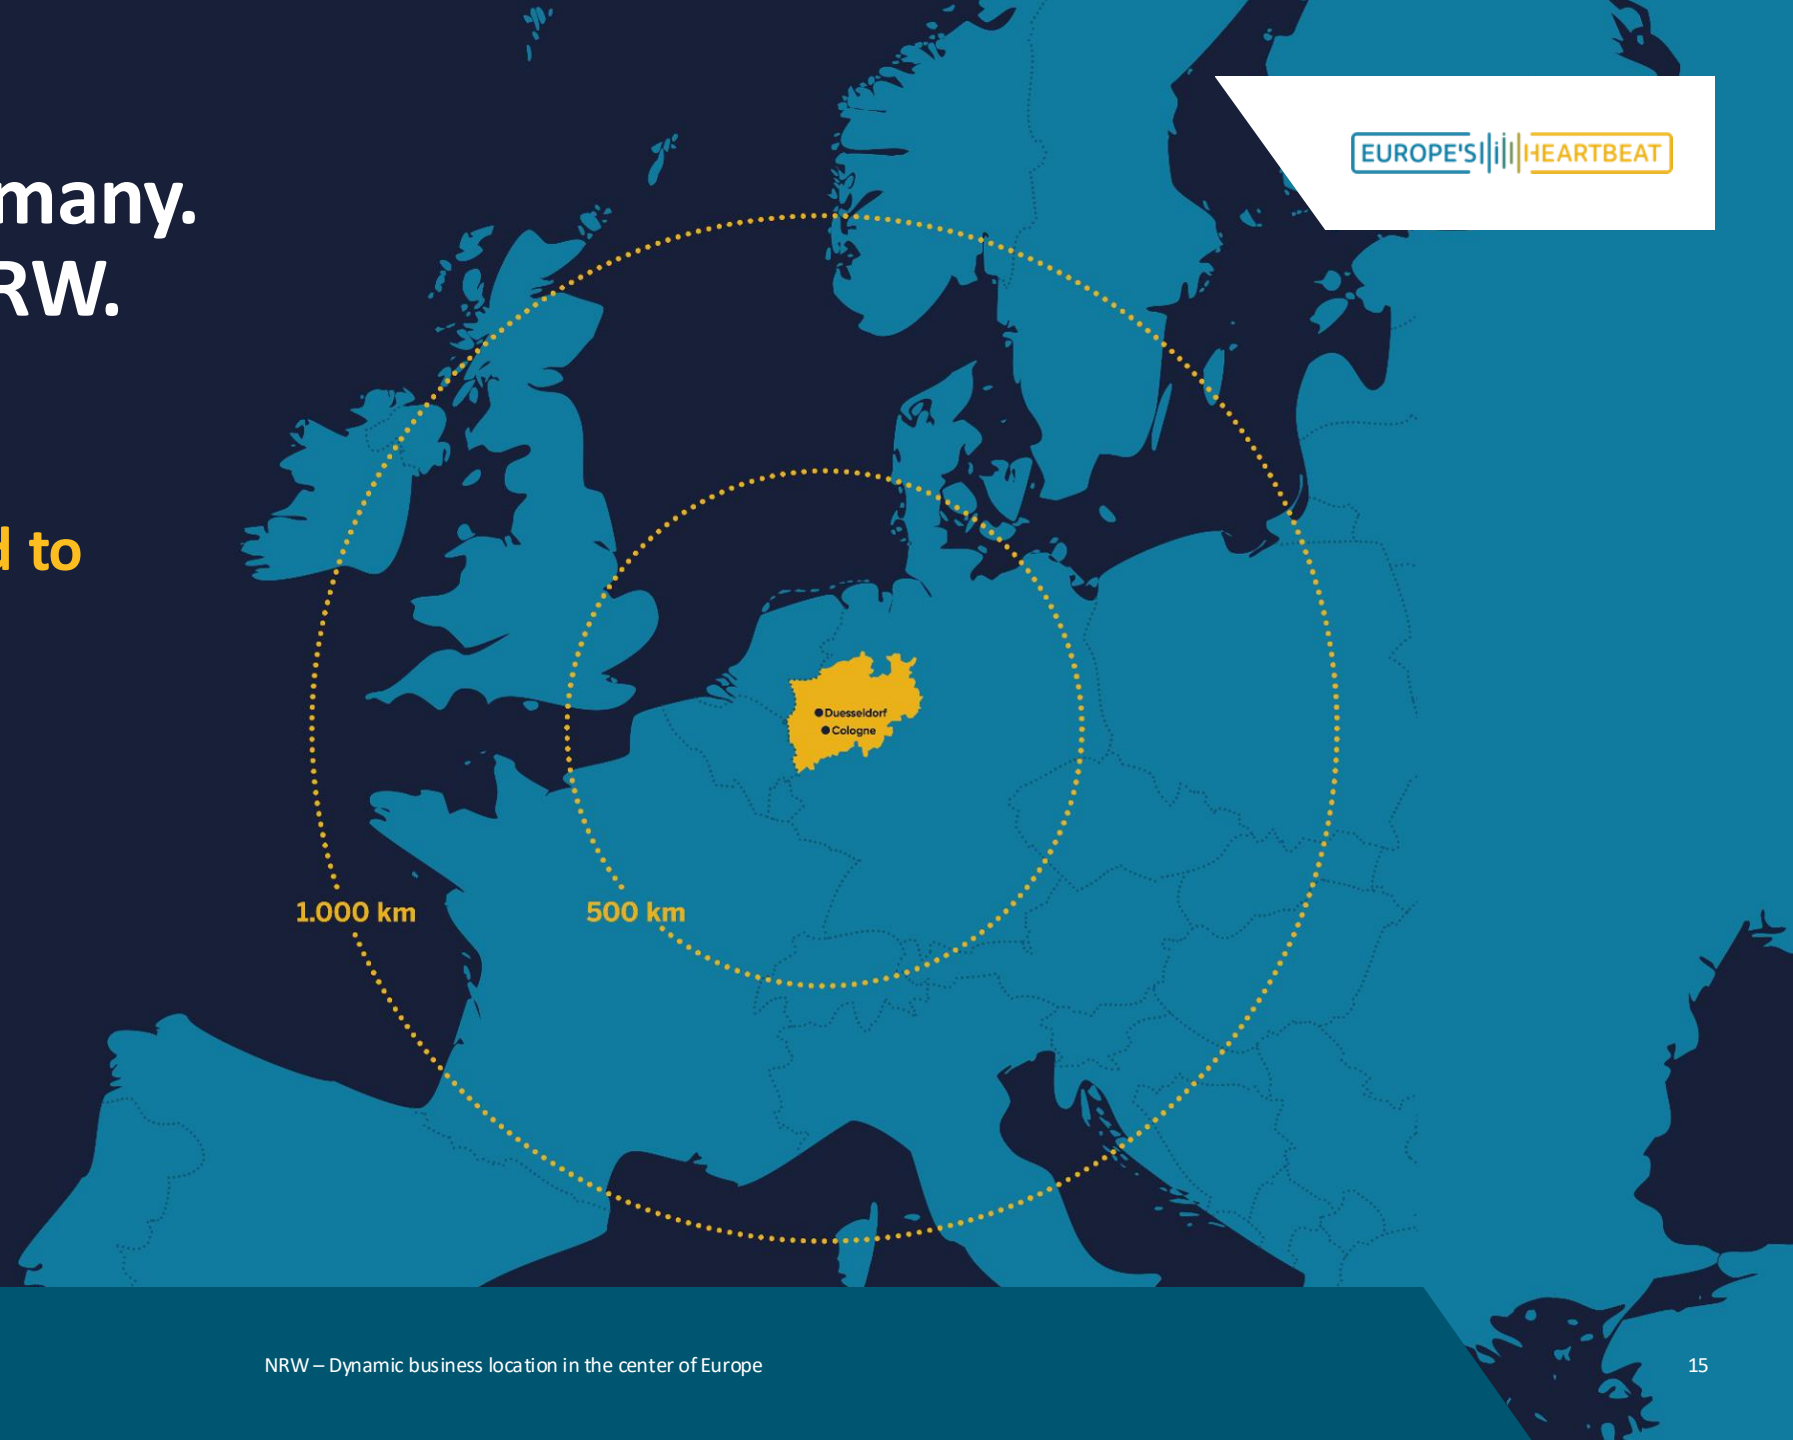 many.
RW.
d to
EUROPE'S HEARTBEAT
Duesseldorf
Cologne
1.000 km
500 km
NRW – Dynamic business location in the center of Europe
15